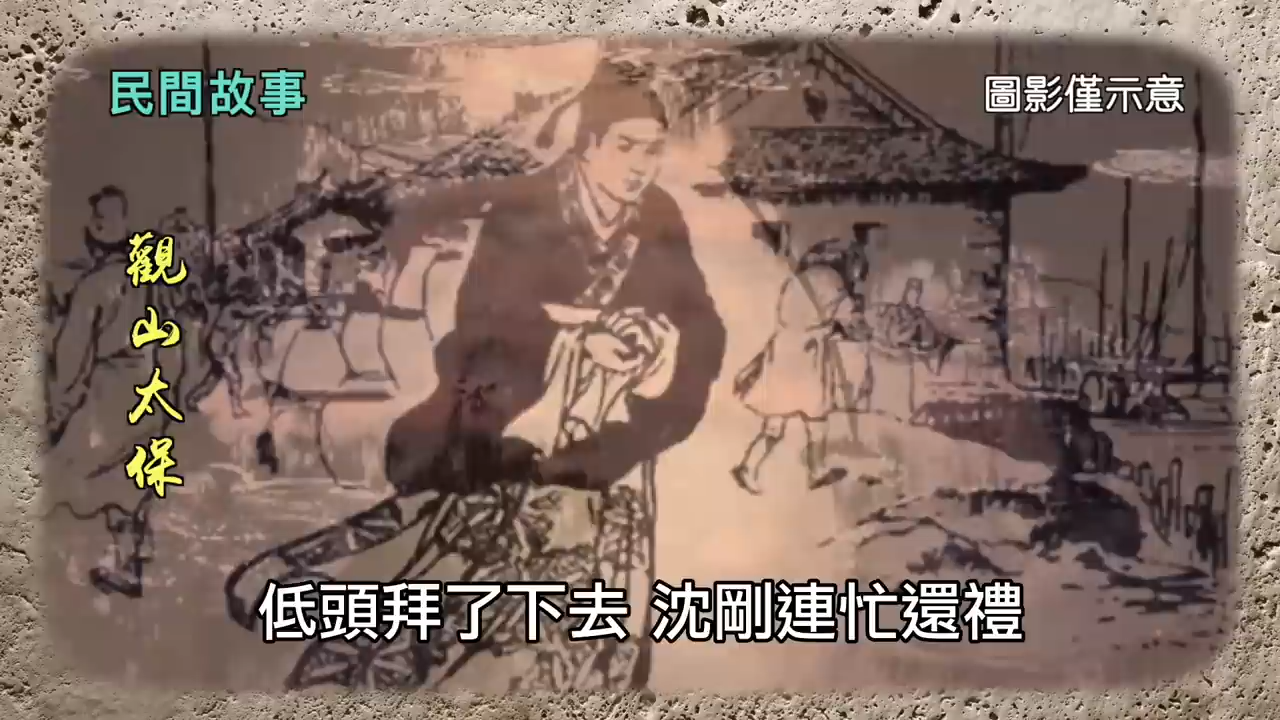 民間故事
圖影僅示意
觀山太保
低頭拜了下去 沈剛連忙還禮